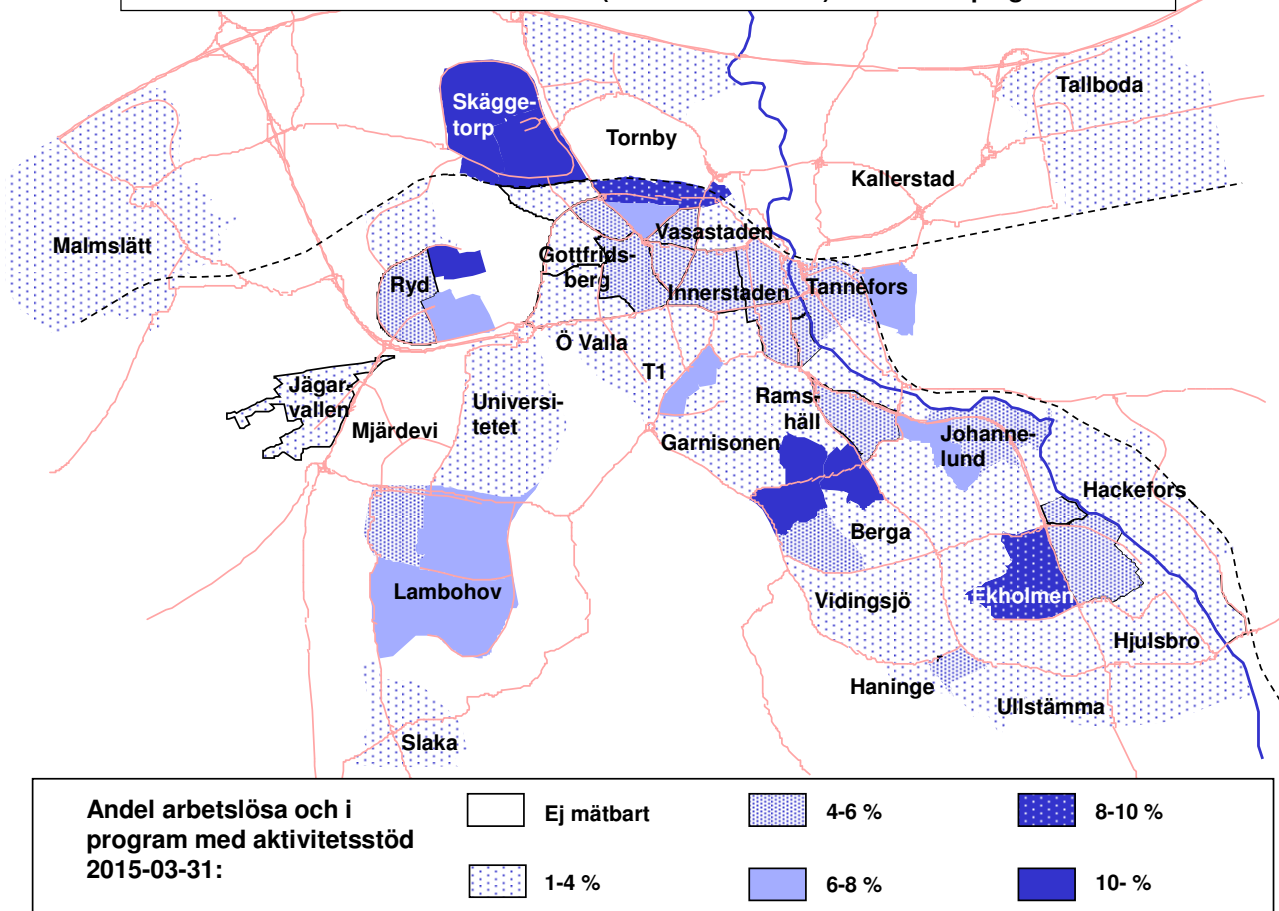 Skägge-
torp
Tornby
Tallboda
Kallerstad
Malmslätt
Vasastaden
Gottfrids-
berg
Ryd
Innerstaden
Tannefors
Ö Valla
T1
Jägar-
vallen
Mjärdevi
Universi-
tetet
Rams-
häll
Garnisonen
Johanne-
lund
Hackefors
Berga
Lambohov
Vidingsjö
Ekholmen
Hjulsbro
Haninge
Ullstämma
Slaka
Andel arbetslösa och i
program med aktivitetsstöd
2015-03-31:
Ej mätbart
4-6 %
8-10 %
1-4 %
6-8 %
10- %